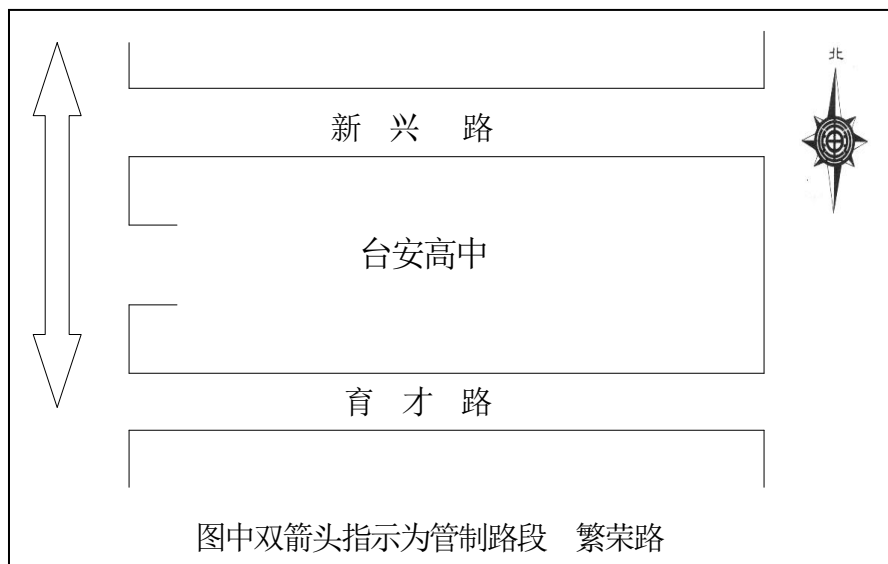 北
新 兴 路
台安高中
育 才 路
图中双箭头指示为管制路段 繁荣路